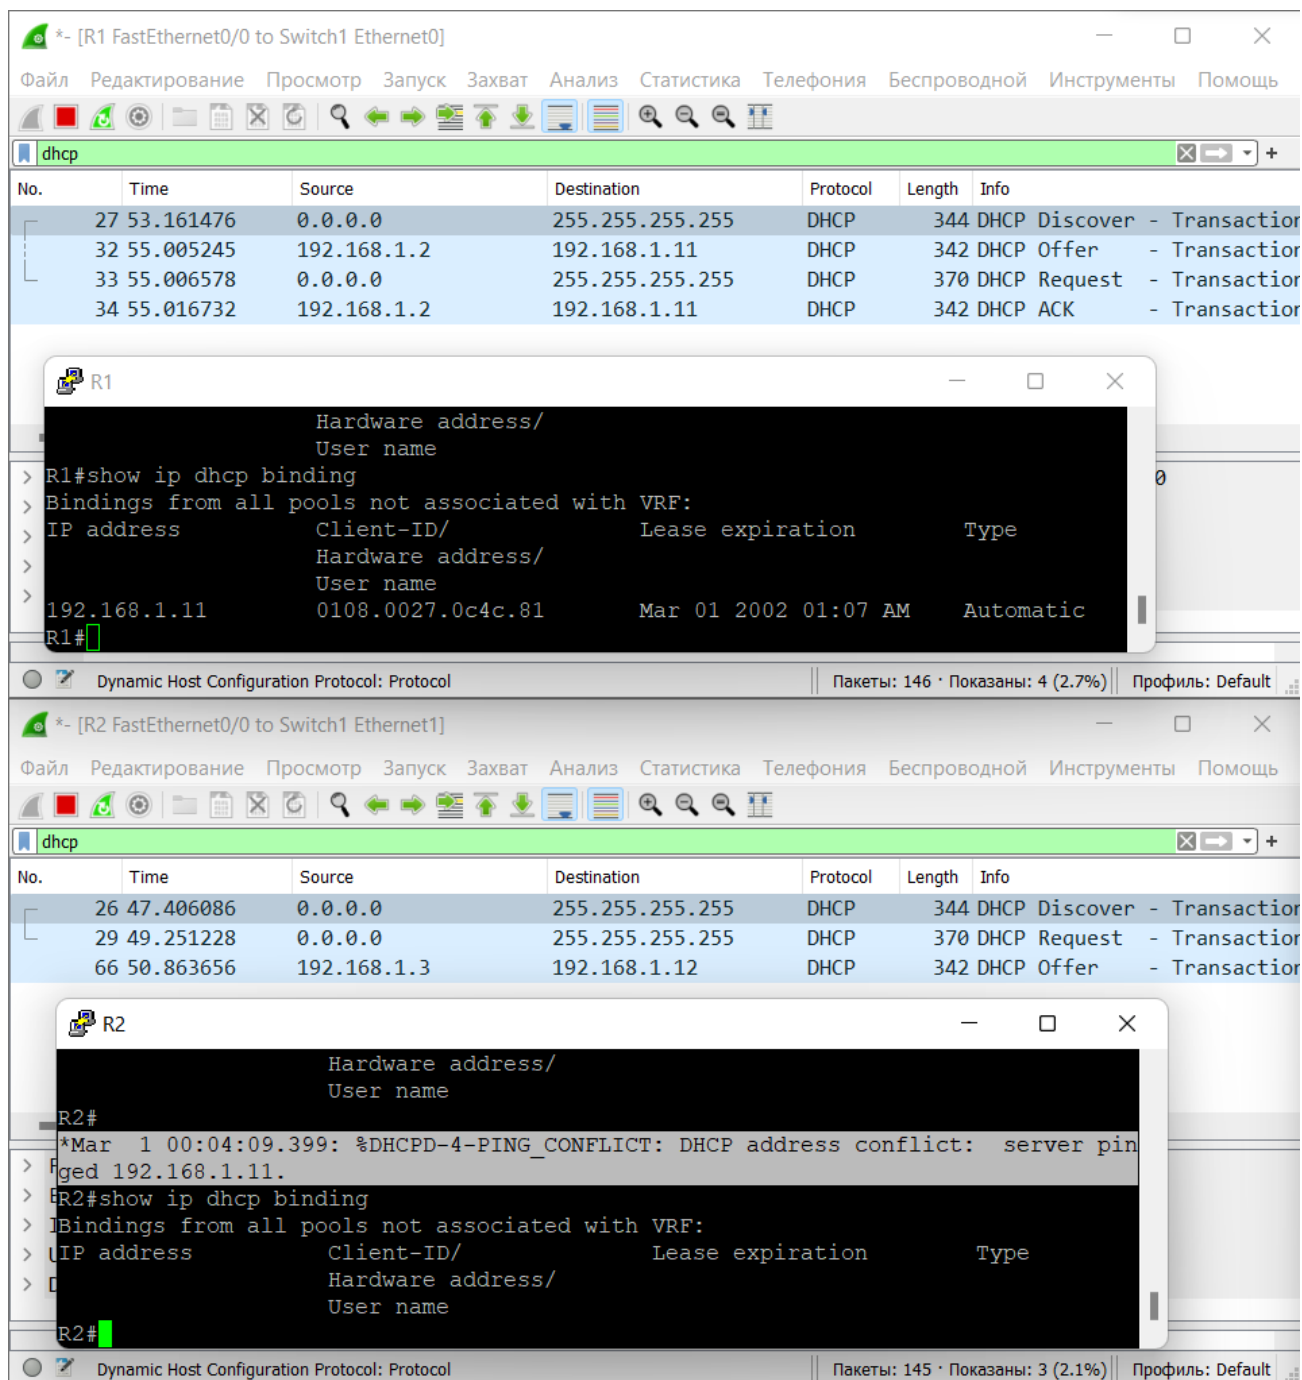 *- [R1 FastEthernet0/0 to Switch1 Ethernet0]
Файл Редактирование Просмотр Запуск Захват Анализ Статистика Телефония Беспроводной Инструменты Помощь
dhcp
No. Time Source Destination Protocol Length Info
27 53.161476 0.0.0.0 255.255.255.255 DHCP 344 DHCP Discover - Transaction
32 55.005245 192.168.1.2 192.168.1.11 DHCP 342 DHCP Offer - Transaction
33 55.006578 0.0.0.0 255.255.255.255 DHCP 370 DHCP Request - Transaction
34 55.016732 192.168.1.2 192.168.1.11 DHCP 342 DHCP ACK - Transaction
R1
Hardware address/
User name
R1#show ip dhcp binding
Bindings from all pools not associated with VRF:
IP address Client-ID/ Lease expiration Type
Hardware address/
User name
192.168.1.11 0108.0027.0c4c.81 Mar 01 2002 01:07 AM Automatic
R1#
Dynamic Host Configuration Protocol: Protocol Пакеты: 146 · Показаны: 4 (2.7%) Профиль: Default
*- [R2 FastEthernet0/0 to Switch1 Ethernet1]
Файл Редактирование Просмотр Запуск Захват Анализ Статистика Телефония Беспроводной Инструменты Помощь
dhcp
No. Time Source Destination Protocol Length Info
26 47.406086 0.0.0.0 255.255.255.255 DHCP 344 DHCP Discover - Transaction
29 49.251228 0.0.0.0 255.255.255.255 DHCP 370 DHCP Request - Transaction
66 50.863656 192.168.1.3 192.168.1.12 DHCP 342 DHCP Offer - Transaction
R2
Hardware address/
User name
R2#
*Mar  1 00:04:09.399: %DHCPD-4-PING_CONFLICT: DHCP address conflict:  server pin
ged 192.168.1.11.
R2#show ip dhcp binding
Bindings from all pools not associated with VRF:
IP address Client-ID/ Lease expiration Type
Hardware address/
User name
R2#
Dynamic Host Configuration Protocol: Protocol Пакеты: 145 · Показаны: 3 (2.1%) Профиль: Default